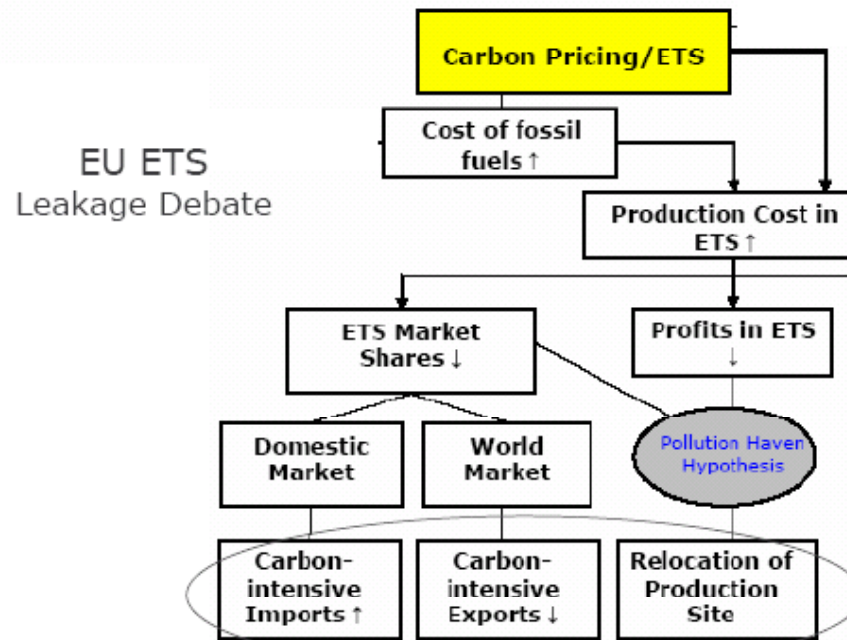 Carbon Pricing/ETS
Cost of fossil
fuels ↑
EU ETS
Leakage Debate
Production Cost in
ETS ↑
ETS Market
Shares ↓
Profits in ETS
↓
Domestic
Market
World
Market
Pollution Haven
Hypothesis
Carbon-
intensive
Imports ↑
Carbon-
intensive
Exports ↓
Relocation of
Production
Site